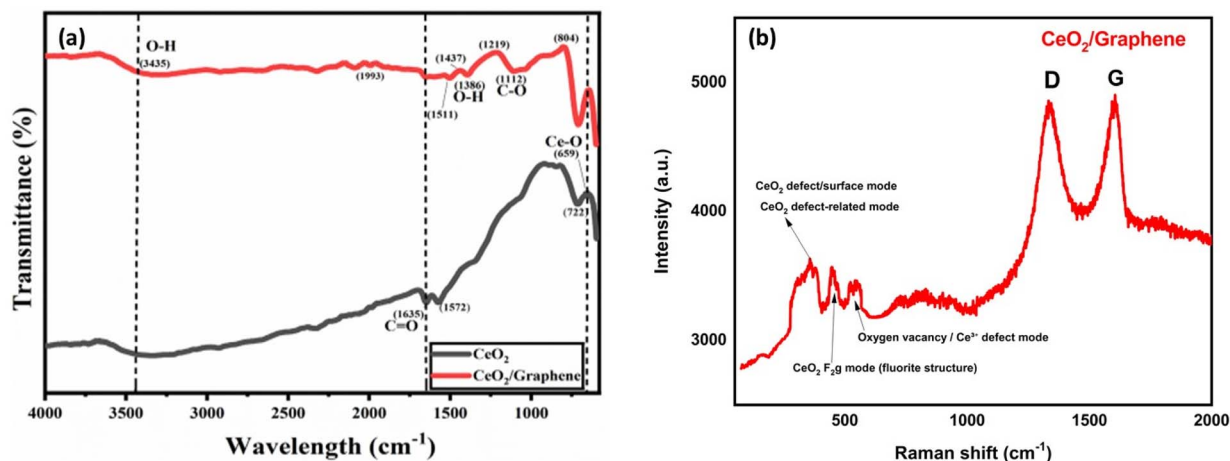 (a)
O-H
(3435)
(1993)
(1437)
(1511)
(1386)
O-H
(1219)
(1112)
C-O
(804)
Ce-O
(659)
(722)
(1635)
C=O
(1572)
CeO₂
CeO₂/Graphene
Transmittance (%)
4000
3500
3000
2500
2000
1500
1000
Wavelength (cm⁻¹)
(b)
CeO₂/Graphene
D
G
CeO₂ defect/surface mode
CeO₂ defect-related mode
Oxygen vacancy / Ce³⁺ defect mode
CeO₂ F₂g mode (fluorite structure)
Intensity (a.u.)
5000
4000
3000
500
1000
1500
2000
Raman shift (cm⁻¹)